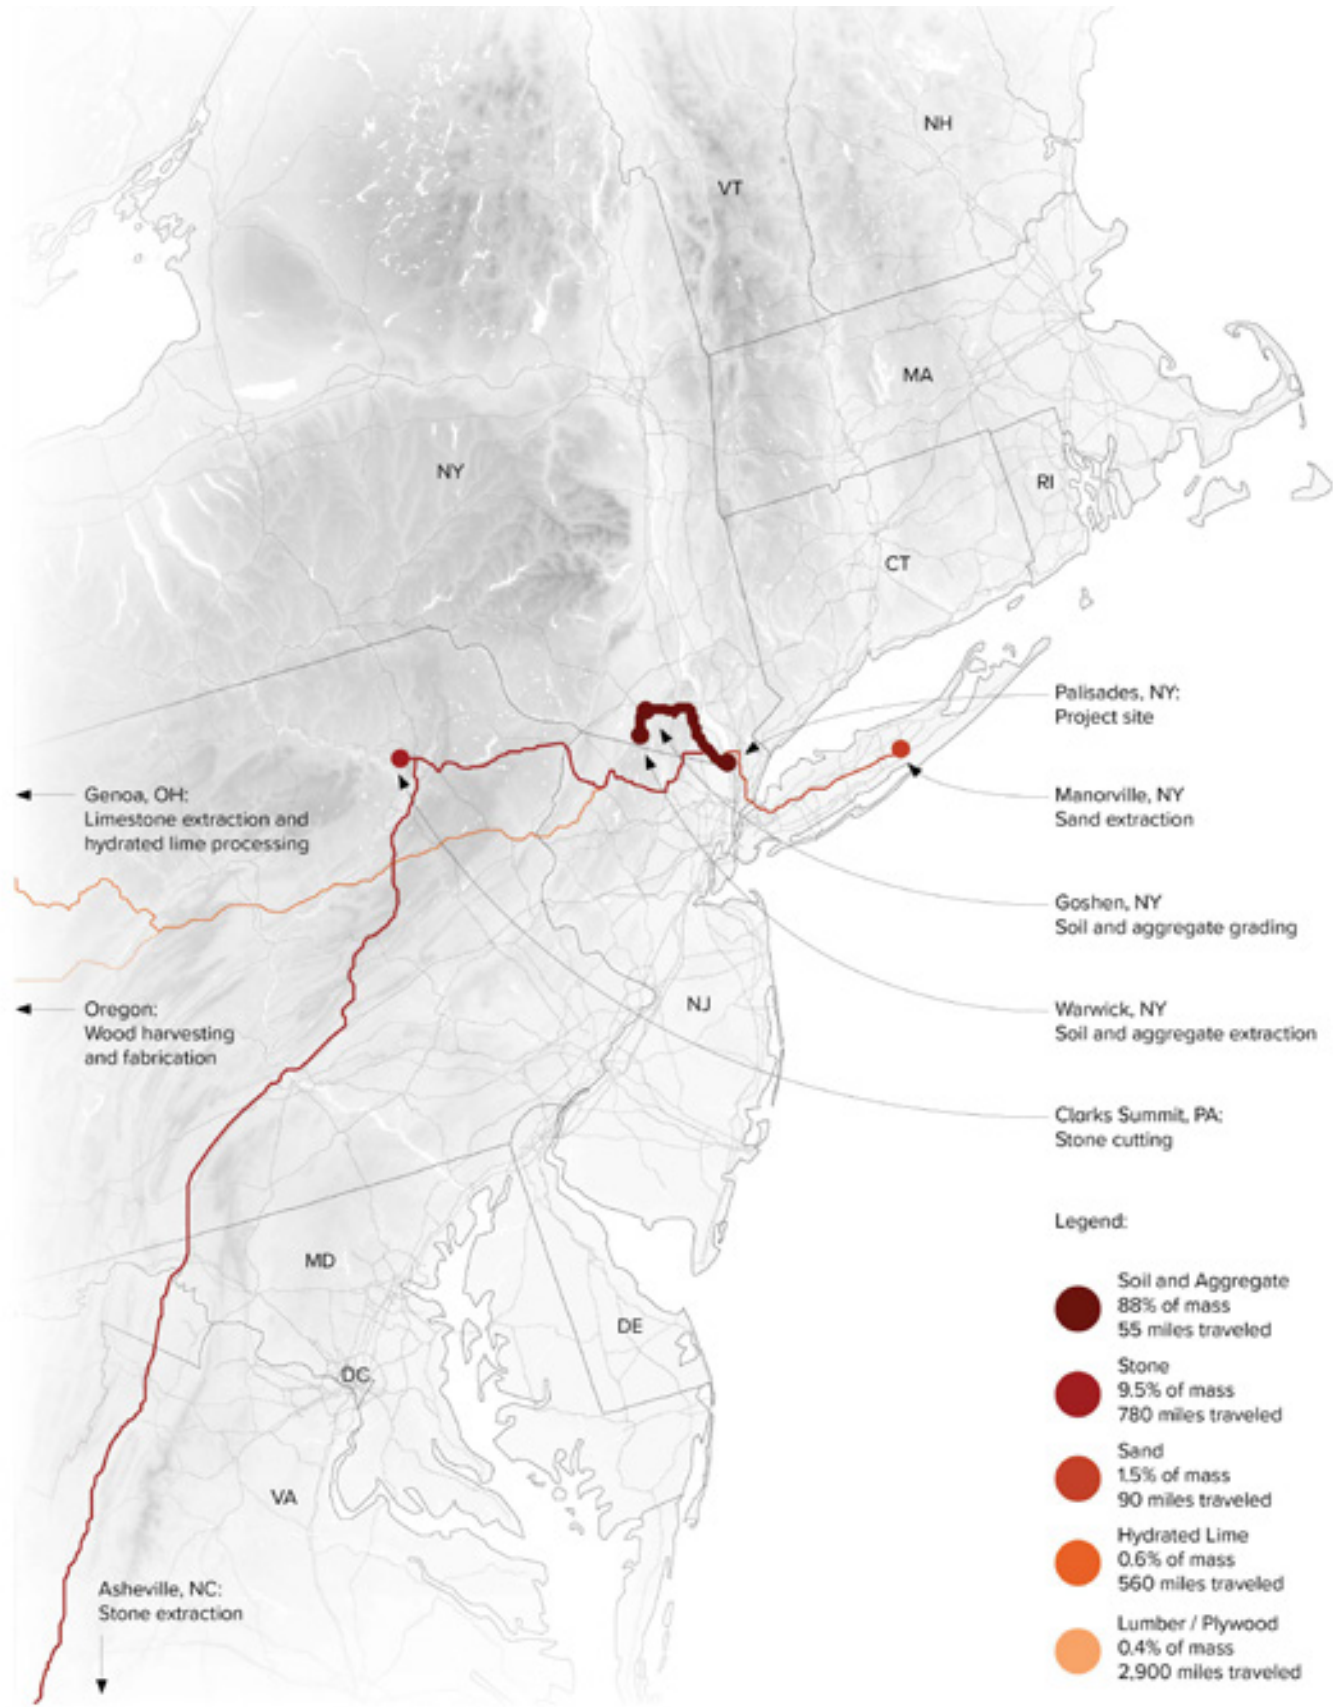 NH
VT
MA
NY
RI
CT
Palisades, NY:
Project site
Genoa, OH:
Limestone extraction and
hydrated lime processing
Manorville, NY
Sand extraction
Goshen, NY
Soil and aggregate grading
Oregon:
Wood harvesting
and fabrication
NJ
Warwick, NY
Soil and aggregate extraction
Clarks Summit, PA:
Stone cutting
MD
DE
DC
VA
Asheville, NC:
Stone extraction
Legend:
Soil and Aggregate
88% of mass
55 miles traveled
Stone
9.5% of mass
780 miles traveled
Sand
1.5% of mass
90 miles traveled
Hydrated Lime
0.6% of mass
560 miles traveled
Lumber / Plywood
0.4% of mass
2,900 miles traveled